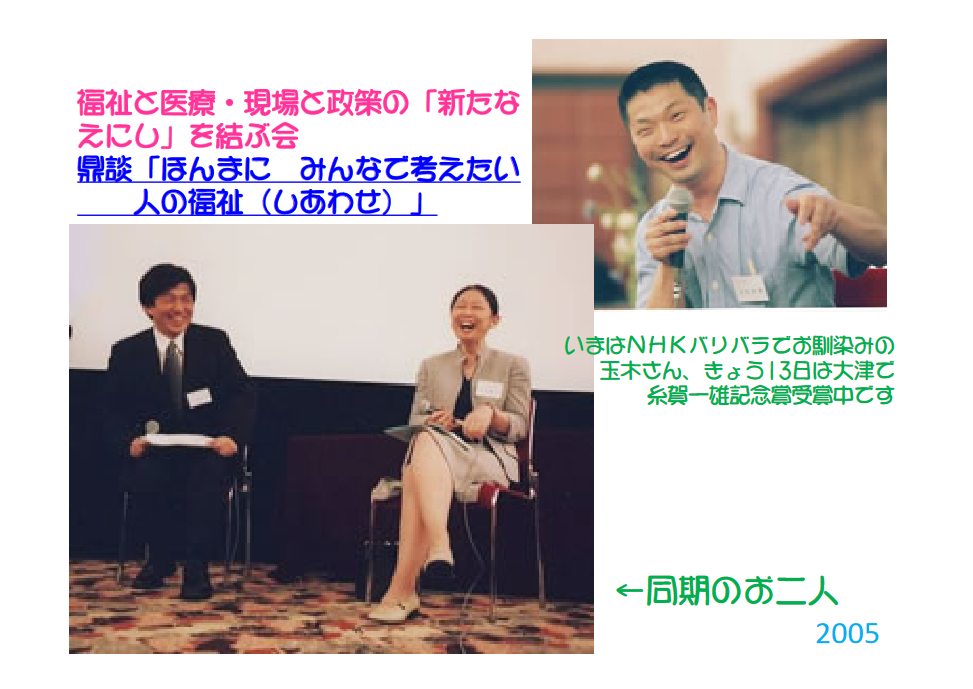 福祉と医療・現場と政策の「新たな
えにし」を結ぶ会
鼎談「ほんまに　みんなで考えたい
　　人の福祉（しあわせ）」
いまはＮＨＫバリバラでお馴染みの
玉木さん、きょう13日は大津で
糸賀一雄記念賞受賞中です
←同期のお二人
2005